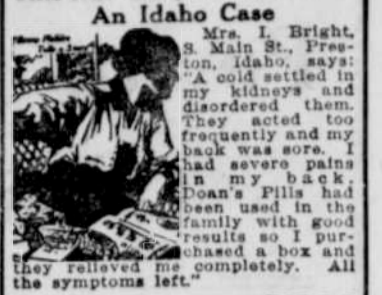 An Idaho Case
Mrs. I. Bright,
S. Main St., Pres-
ton, Idaho, says:
"A cold settled in
my kidneys and
disordered them.
They acted too
frequently and my
back was sore. I
had severe pains
in my back.
Doan's Pills had
been used in the
family with good
results so I pur-
chased a box and
they relieved me completely. All
the symptoms left."